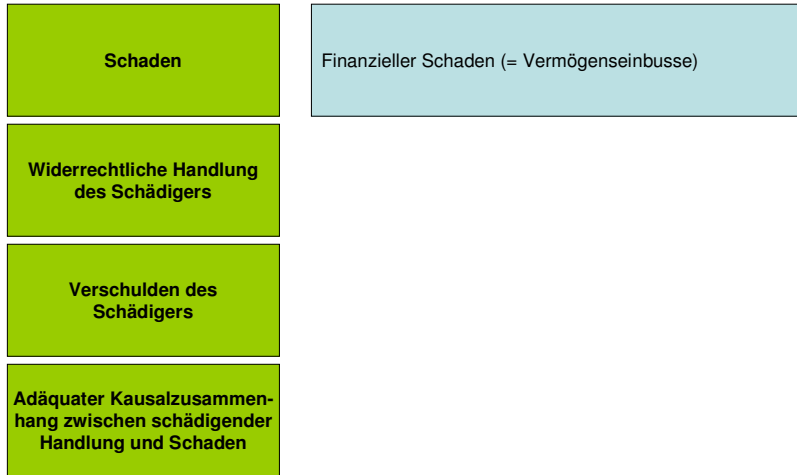 Schaden
Finanzieller Schaden (= Vermögenseinbusse)
Widerrechtliche Handlung
des Schädigers
Verschulden des
Schädigers
Adäquater Kausalzusammen-
hang zwischen schädigender
Handlung und Schaden